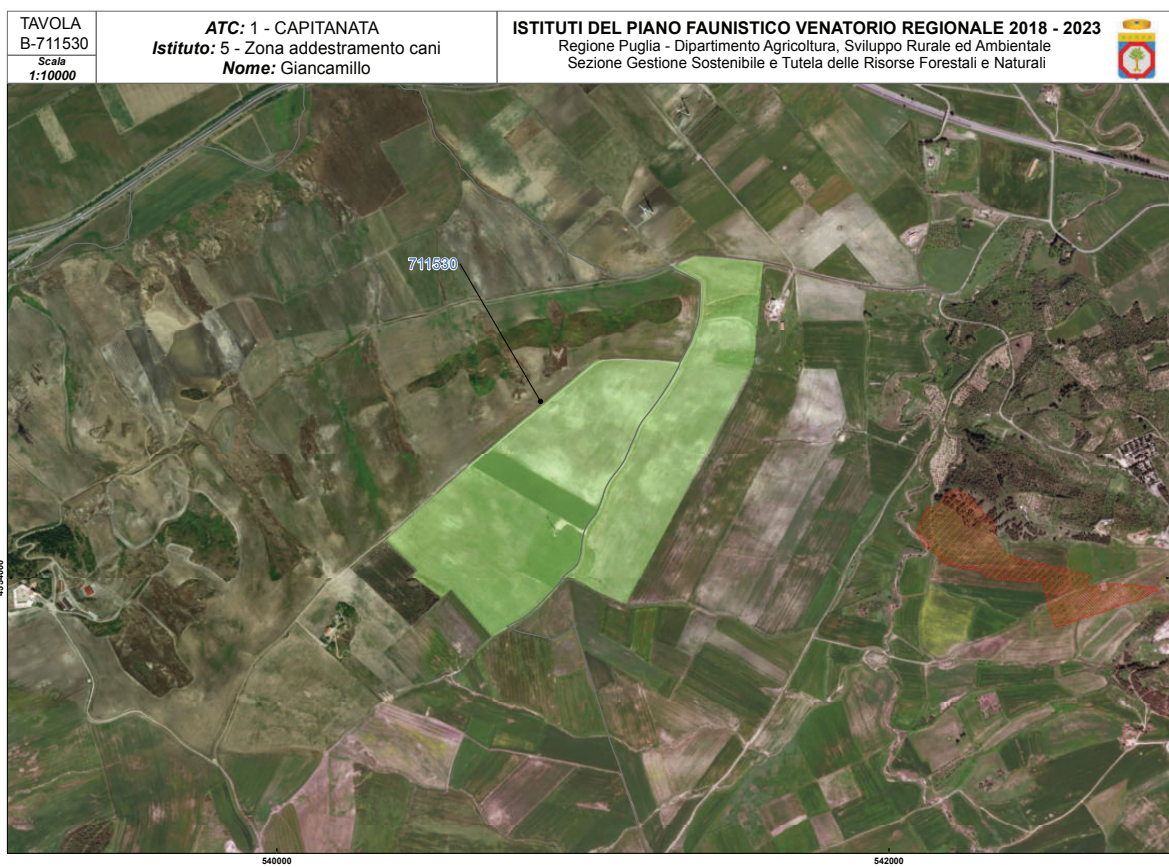 TAVOLA
B-711530
Scala
1:10000
ATC: 1 - CAPITANATA
Istituto: 5 - Zona addestramento cani
Nome: Giancamillo
ISTITUTI DEL PIANO FAUNISTICO VENATORIO REGIONALE 2018 - 2023
Regione Puglia - Dipartimento Agricoltura, Sviluppo Rurale ed Ambientale
Sezione Gestione Sostenibile e Tutela delle Risorse Forestali e Naturali
711530
540000
542000